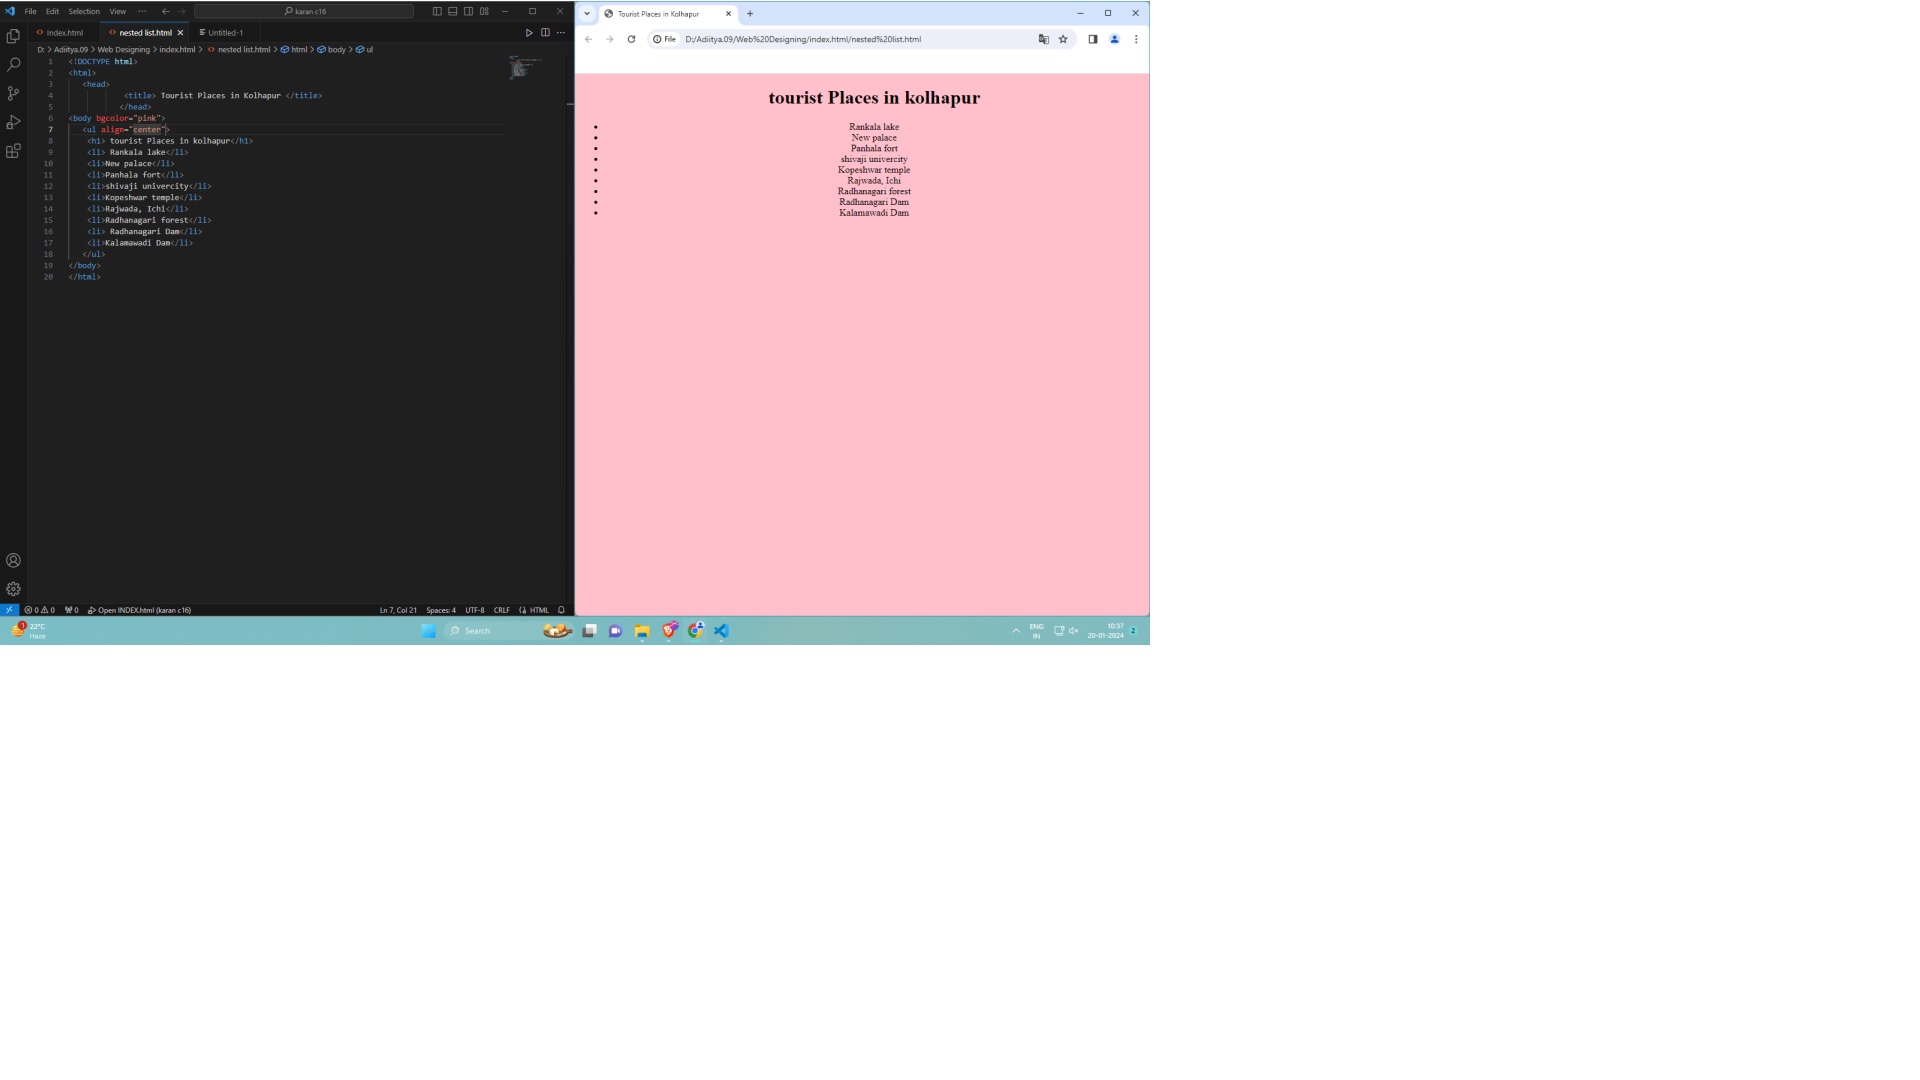 File Edit Selection View ··· karan c16
index.html nested list.html Untitled-1
D: > Adiitya.09 > Web Designing > index.html > nested list.html > html > body > ul
1 <!DOCTYPE html>
2 <html>
3 <head>
4 <title> Tourist Places in Kolhapur </title>
5 </head>
6 <body bgcolor="pink">
7 <ul align="center">
8 <h1> tourist Places in kolhapur</h1>
9 <li> Rankala lake</li>
10 <li>New palace</li>
11 <li>Panhala fort</li>
12 <li>shivaji univercity</li>
13 <li>Kopeshwar temple</li>
14 <li>Rajwada, Ichi</li>
15 <li>Radhanagari forest</li>
16 <li> Radhanagari Dam</li>
17 <li>Kalamawadi Dam</li>
18 </ul>
19 </body>
20 </html>
0 0 0 Open INDEX.html (karan c16) Ln 7, Col 21 Spaces: 4 UTF-8 CRLF HTML
Tourist Places in Kolhapur
File D:/Adiitya.09/Web%20Designing/index.html/nested%20list.html
tourist Places in kolhapur
• Rankala lake
• New palace
• Panhala fort
• shivaji univercity
• Kopeshwar temple
• Rajwada, Ichi
• Radhanagari forest
• Radhanagari Dam
• Kalamawadi Dam
1 22°C
Haze
Search
ENG
IN
10:37
20-01-2024
2